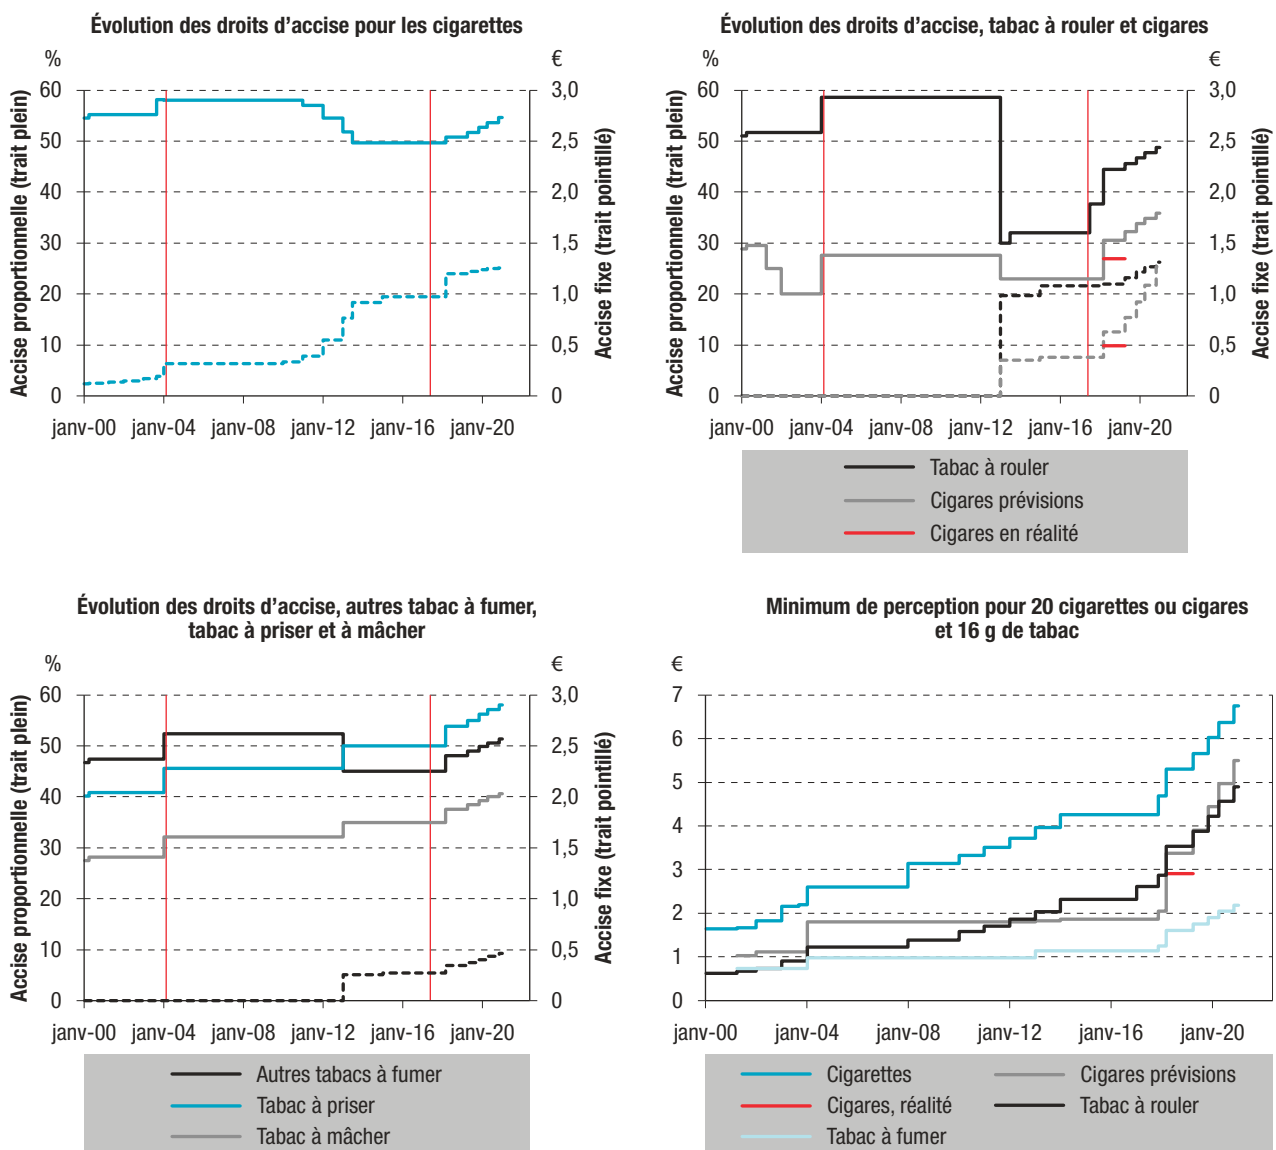 Évolution des droits d'accise pour les cigarettes
%
€
Accise proportionnelle (trait plein)
60
50
40
30
20
10
0
3,0
2,5
2,0
1,5
1,0
0,5
0
Accise fixe (trait pointillé)
janv-00 janv-04 janv-08 janv-12 janv-16 janv-20
Évolution des droits d'accise, tabac à rouler et cigares
%
€
Accise proportionnelle (trait plein)
60
50
40
30
20
10
0
3,0
2,5
2,0
1,5
1,0
0,5
0
Accise fixe (trait pointillé)
janv-00 janv-04 janv-08 janv-12 janv-16 janv-20
Tabac à rouler
Cigares prévisions
Cigares en réalité
Évolution des droits d'accise, autres tabac à fumer,
tabac à priser et à mâcher
%
€
Accise proportionnelle (trait plein)
60
50
40
30
20
10
0
3,0
2,5
2,0
1,5
1,0
0,5
0
Accise fixe (trait pointillé)
janv-00 janv-04 janv-08 janv-12 janv-16 janv-20
Autres tabacs à fumer
Tabac à priser
Tabac à mâcher
Minimum de perception pour 20 cigarettes ou cigares
et 16 g de tabac
€
7
6
5
4
3
2
1
0
janv-00 janv-04 janv-08 janv-12 janv-16 janv-20
Cigarettes
Cigares prévisions
Cigares, réalité
Tabac à rouler
Tabac à fumer